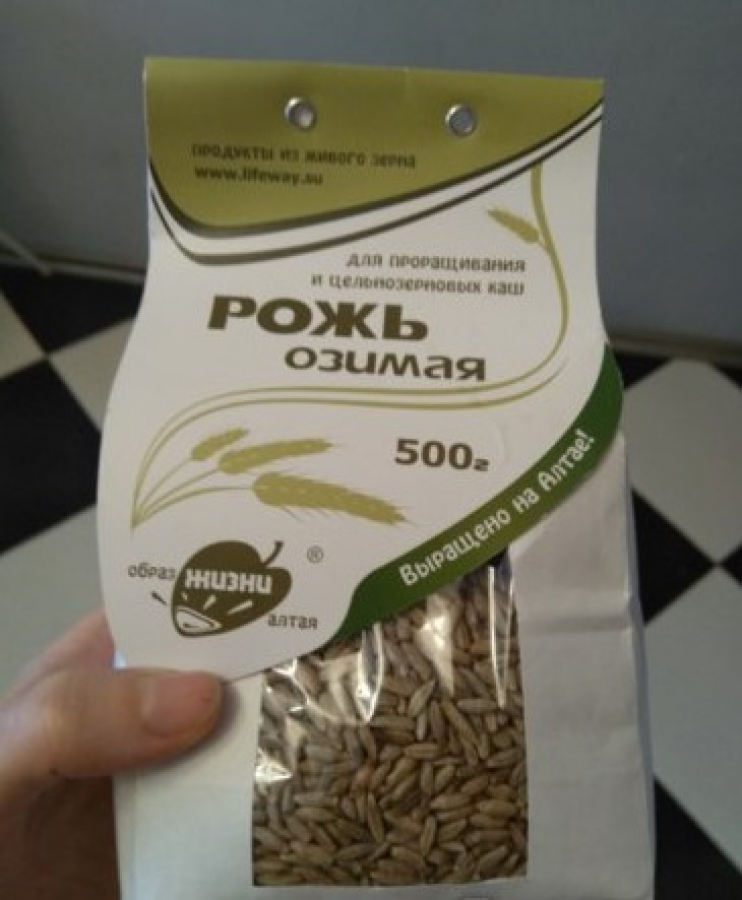 продукты из живого зерна
www.lifeway.su
для проращивания
и цельнозерновых каш
рожь
озимая
500г
Выращено на Алтае!
образ жизни ®
алтая